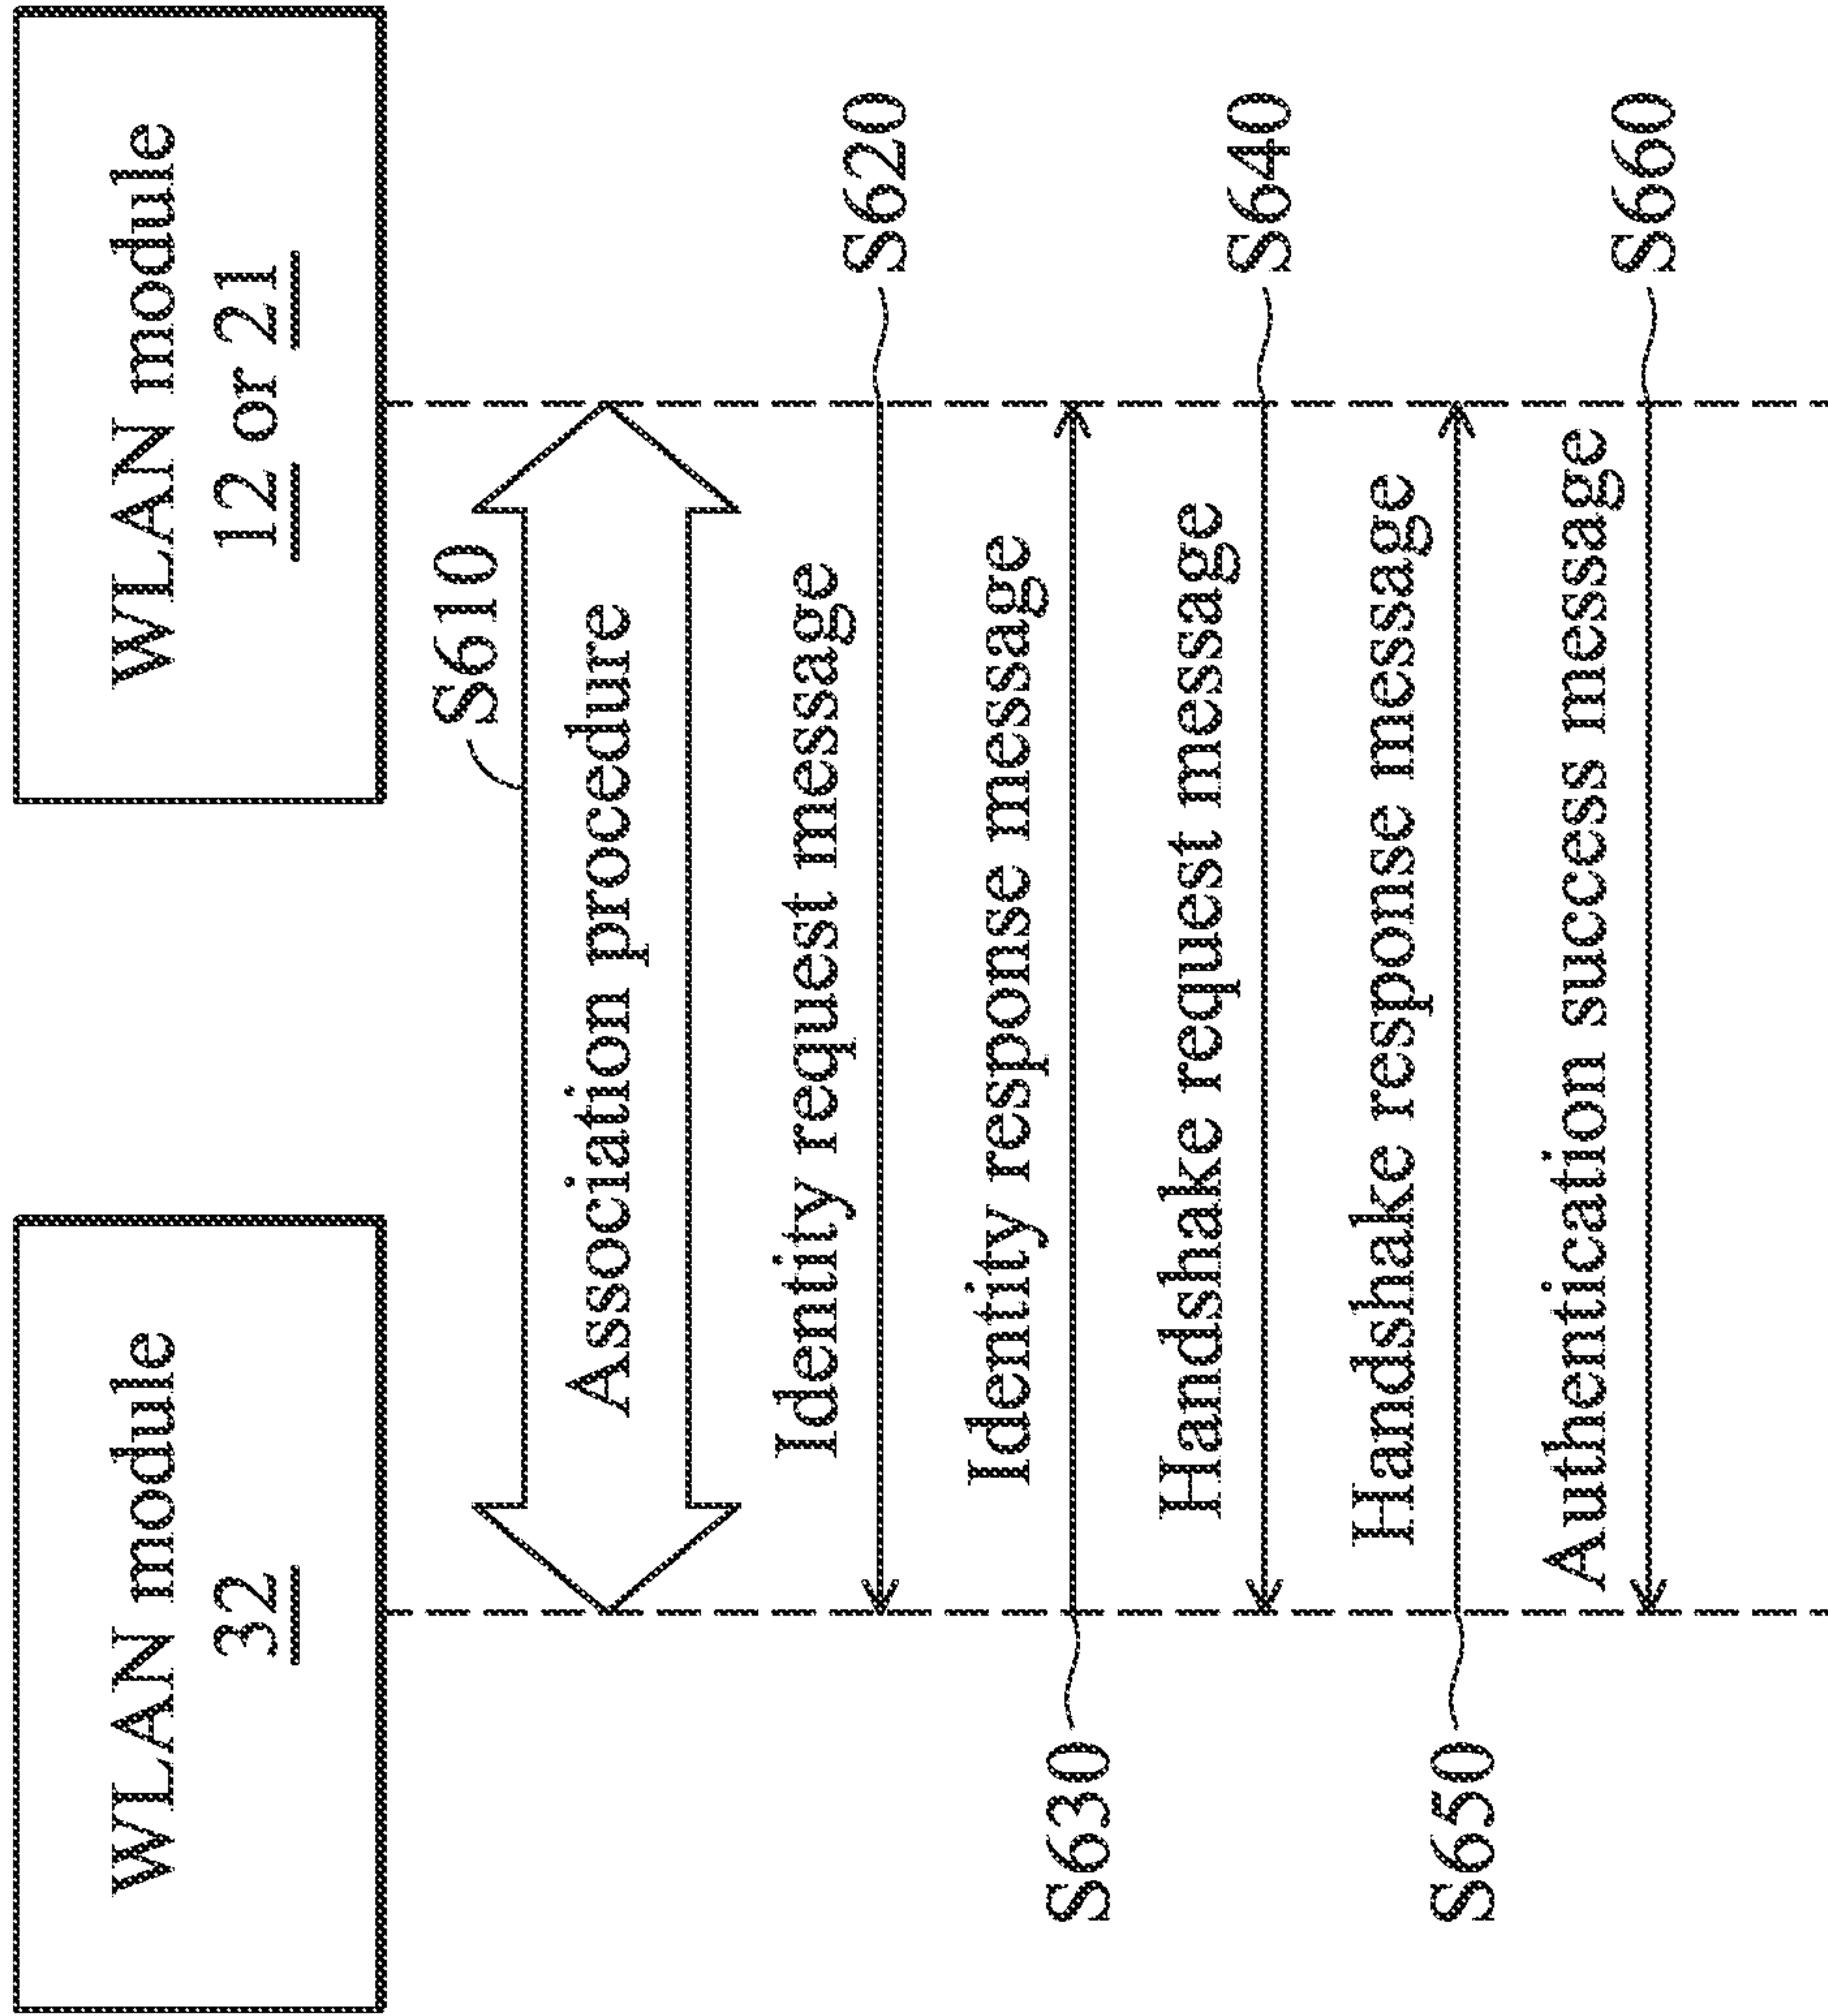 WLAN module
32
WLAN module
12 or 21
S610
Association procedure
Identity request message
S620
Identity response message
S630
Handshake request message
S640
Handshake response message
S650
Authentication success message
S660